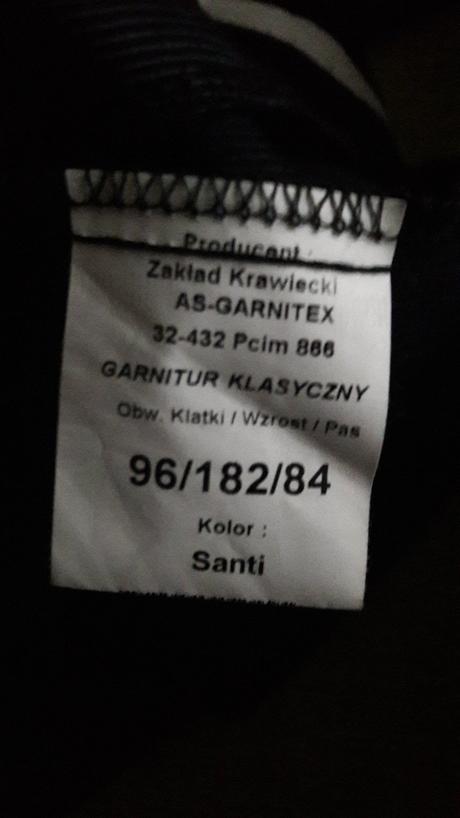 Producent :
Zakład Krawiecki
AS-GARNITEX
32-432 Pcim 866
GARNITUR KLASYCZNY
Obw. Klatki / Wzrost / Pas
96/182/84
Kolor :
Santi